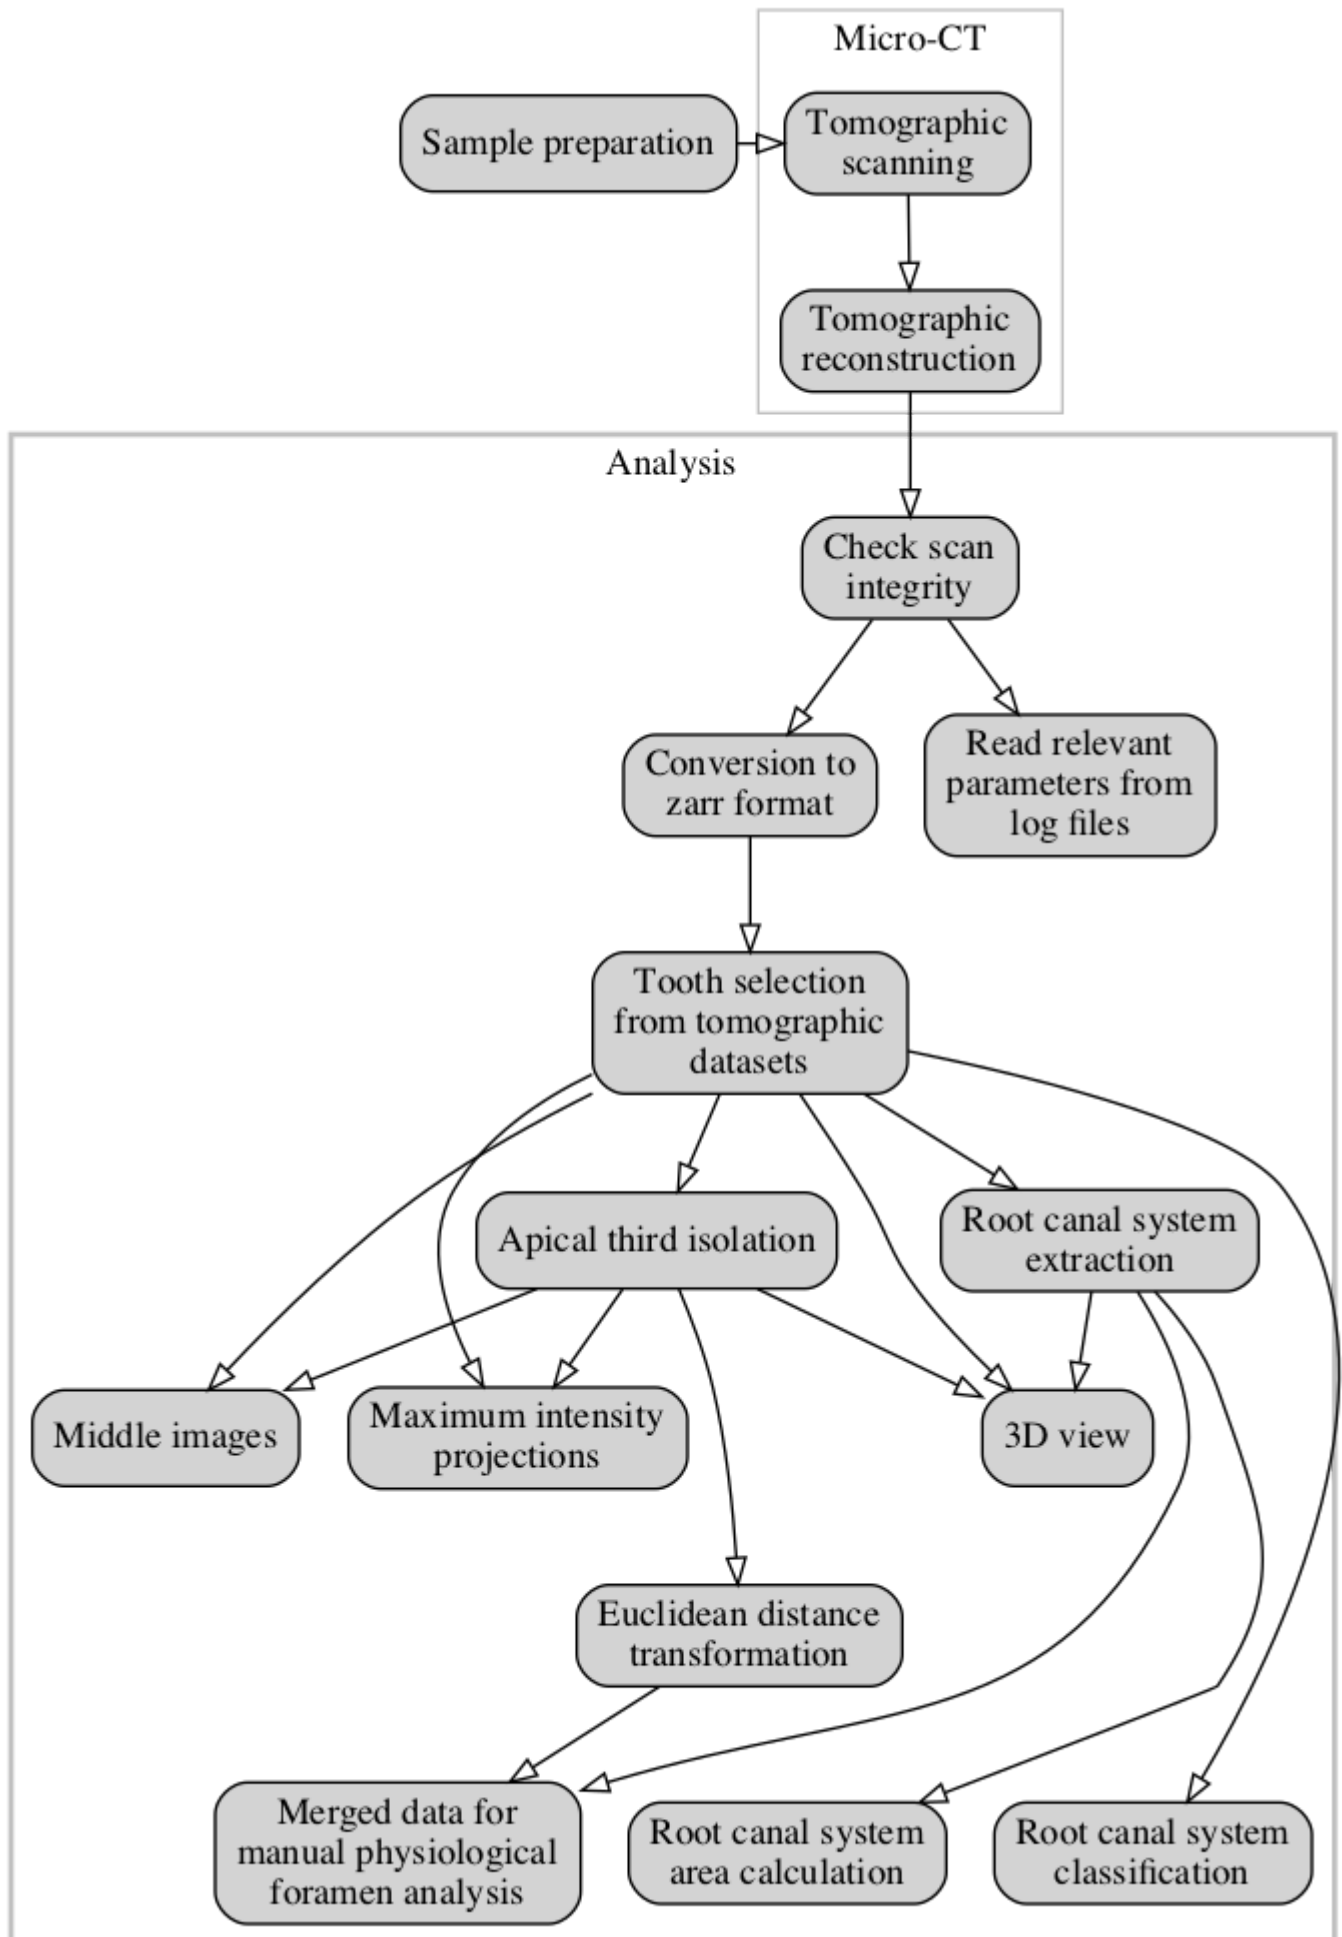 Micro-CT
Sample preparation
Tomographic
scanning
Tomographic
reconstruction
Analysis
Check scan
integrity
Conversion to
zarr format
Read relevant
parameters from
log files
Tooth selection
from tomographic
datasets
Apical third isolation
Root canal system
extraction
Middle images
Maximum intensity
projections
3D view
Euclidean distance
transformation
Merged data for
manual physiological
foramen analysis
Root canal system
area calculation
Root canal system
classification